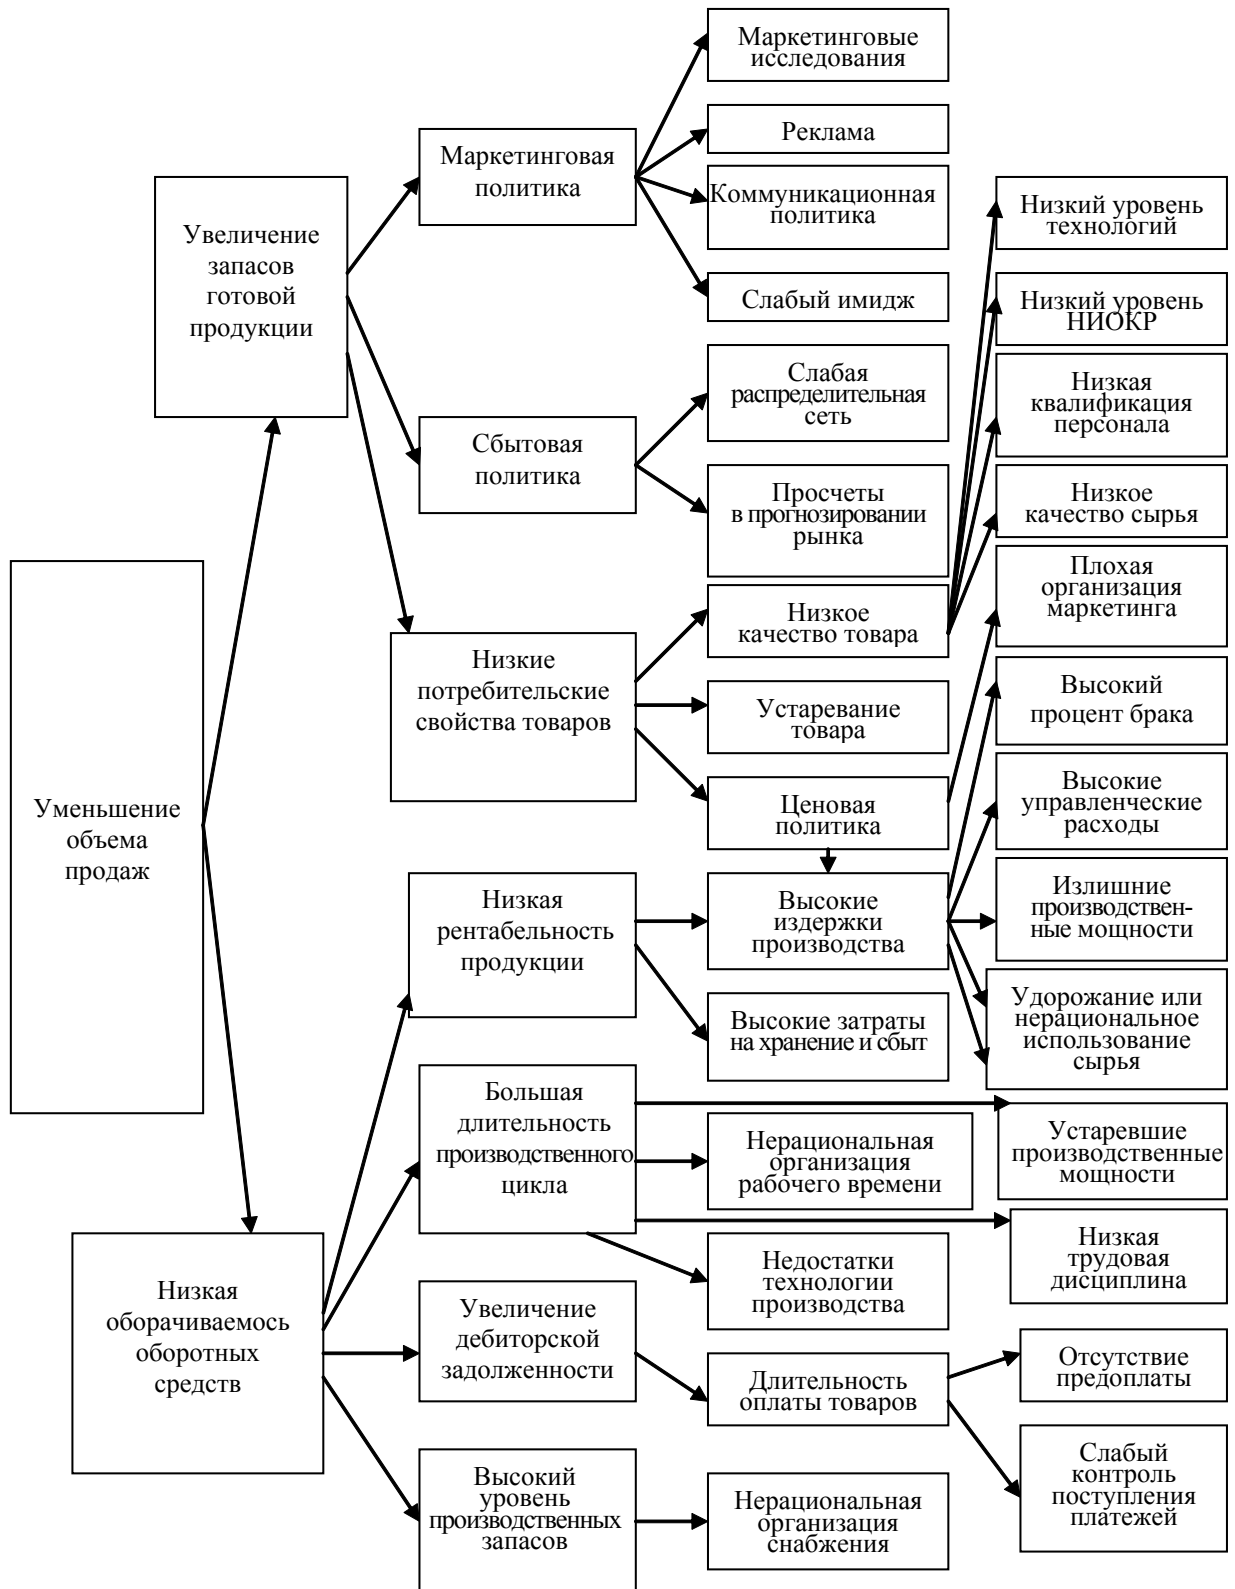 Уменьшение
объема
продаж
Увеличение
запасов
готовой
продукции
Низкая
оборачиваемось
оборотных
средств
Маркетинговая
политика
Сбытовая
политика
Низкие
потребительские
свойства товаров
Низкая
рентабельность
продукции
Большая
длительность
производственного
цикла
Увеличение
дебиторской
задолженности
Высокий
уровень
производственных
запасов
Маркетинговые
исследования
Реклама
Коммуникационная
политика
Слабый имидж
Слабая
распределительная
сеть
Просчеты
в прогнозировании
рынка
Низкое
качество товара
Устаревание
товара
Ценовая
политика
Высокие
издержки
производства
Высокие затраты
на хранение и сбыт
Нерациональная
организация
рабочего времени
Недостатки
технологии
производства
Длительность
оплаты товаров
Нерациональная
организация
снабжения
Низкий уровень
технологий
Низкий уровень
НИОКР
Низкая
квалификация
персонала
Низкое
качество сырья
Плохая
организация
маркетинга
Высокий
процент брака
Высокие
управленческие
расходы
Излишние
производствен-
ные мощности
Удорожание или
нерациональное
использование
сырья
Устаревшие
производственные
мощности
Низкая
трудовая
дисциплина
Отсутствие
предоплаты
Слабый
контроль
поступления
платежей